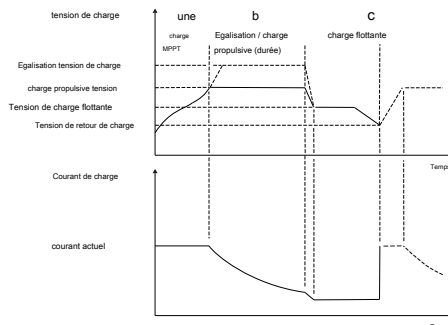 tension de charge
une
b
C
charge
MPPT
Egalisation / charge
propulsive (durée)
charge flottante
Egalisation tension de charge
charge propulsive tension
Tension de charge flottante
Tension de retour de charge
Temps
Courant de charge
courant actuel